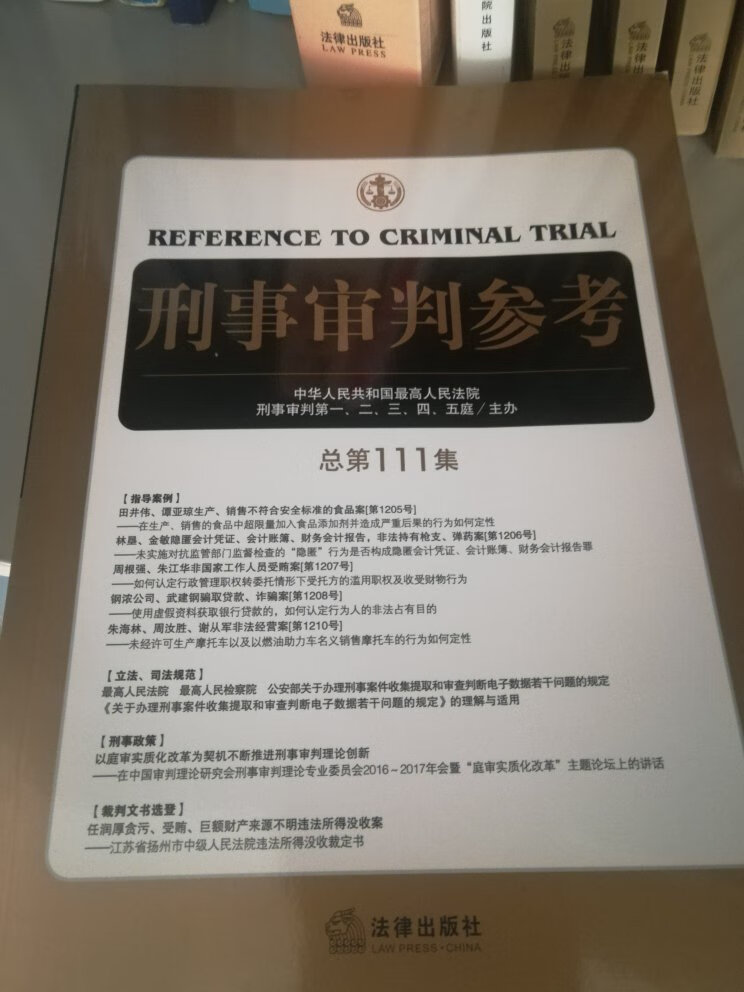 法律出版社
LAW PRESS
院出版社
法律出版社
法律出
法律出版社
REFERENCE TO CRIMINAL TRIAL
刑事审判参考
中华人民共和国最高人民法院
刑事审判第一、二、三、四、五庭/主办
总第111集
【指导案例】
田井伟、谭亚琼生产、销售不符合安全标准的食品案[第1205号]
——在生产、销售的食品中超限量加入食品添加剂并造成严重后果的行为如何定性
林垦、金敏隐匿会计凭证、会计账簿、财务会计报告,非法持有枪支、弹药案[第1206号]
——未实施对抗监管部门监督检查的“隐匿”行为是否构成隐匿会计凭证、会计账簿、财务会计报告罪
周根强、朱江华非国家工作人员受贿案[第1207号]
——如何认定行政管理职权转委托情形下受托方的滥用职权及收受财物行为
钢浓公司、武建钢骗取贷款、诈骗案[第1208号]
——使用虚假资料获取银行贷款的,如何认定行为人的非法占有目的
朱海林、周汝胜、谢从军非法经营案[第1210号]
——未经许可生产摩托车以及以燃油助力车名义销售摩托车的行为如何定性
【立法、司法规范】
最高人民法院 最高人民检察院 公安部关于办理刑事案件收集提取和审查判断电子数据若干问题的规定
《关于办理刑事案件收集提取和审查判断电子数据若干问题的规定》的理解与适用
【刑事政策】
以庭审实质化改革为契机不断推进刑事审判理论创新
——在中国审判理论研究会刑事审判理论专业委员会2016~2017年会暨“庭审实质化改革”主题论坛上的讲话
【裁判文书选登】
任润厚贪污、受贿、巨额财产来源不明违法所得没收案
——江苏省扬州市中级人民法院违法所得没收裁定书
法律出版社
LAW PRESS·CHINA